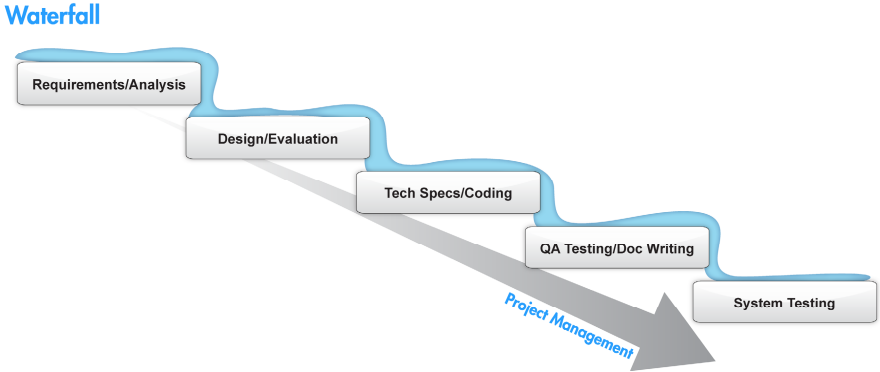 Waterfall
Requirements/Analysis
Design/Evaluation
Tech Specs/Coding
QA Testing/Doc Writing
System Testing
Project Management